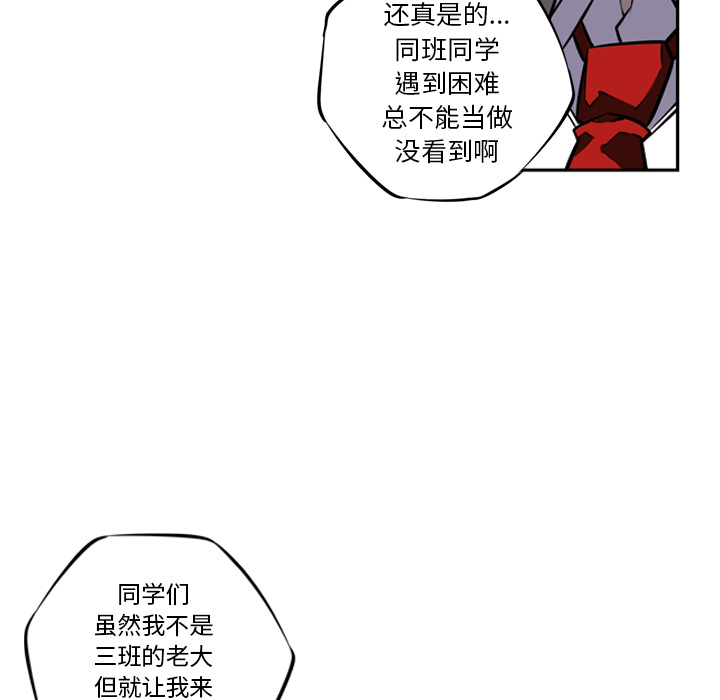 还真是的...
同班同学
遇到困难
总不能当做
没看到啊
同学们
虽然我不是
三班的老大
但就让我来